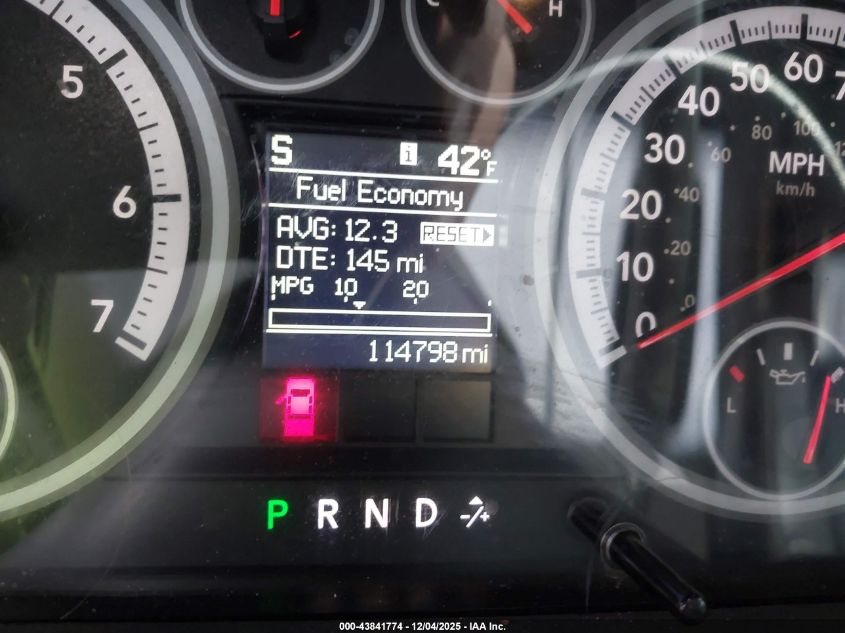 C H
5
6
7
S i 42°F
Fuel Economy
AVG: 12.3 RESET
DTE: 145 mi
MPG 10 20
114798 mi
P R N D -/+
0 10 20 30 40 50 60
0 20 40 60 80 100
MPH
km/h
L H
000-43841774 - 12/04/2025 - IAA Inc.